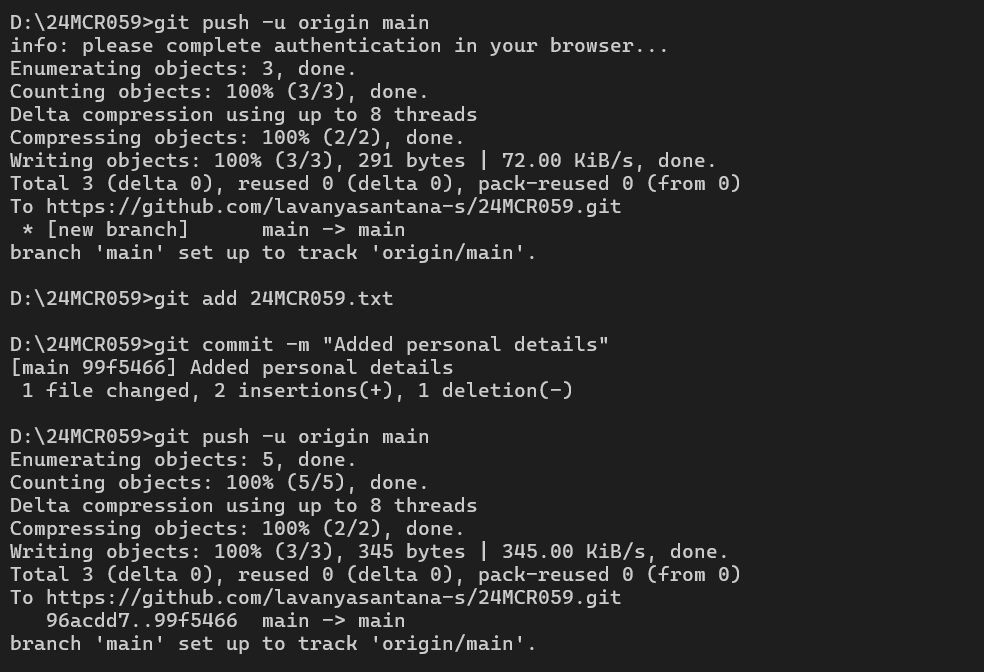 D:\24MCR059>git push -u origin main
info: please complete authentication in your browser...
Enumerating objects: 3, done.
Counting objects: 100% (3/3), done.
Delta compression using up to 8 threads
Compressing objects: 100% (2/2), done.
Writing objects: 100% (3/3), 291 bytes | 72.00 KiB/s, done.
Total 3 (delta 0), reused 0 (delta 0), pack-reused 0 (from 0)
To https://github.com/lavanyasantana-s/24MCR059.git
 * [new branch]      main -> main
branch 'main' set up to track 'origin/main'.

D:\24MCR059>git add 24MCR059.txt

D:\24MCR059>git commit -m "Added personal details"
[main 99f5466] Added personal details
 1 file changed, 2 insertions(+), 1 deletion(-)

D:\24MCR059>git push -u origin main
Enumerating objects: 5, done.
Counting objects: 100% (5/5), done.
Delta compression using up to 8 threads
Compressing objects: 100% (2/2), done.
Writing objects: 100% (3/3), 345 bytes | 345.00 KiB/s, done.
Total 3 (delta 0), reused 0 (delta 0), pack-reused 0 (from 0)
To https://github.com/lavanyasantana-s/24MCR059.git
   96acdd7..99f5466  main -> main
branch 'main' set up to track 'origin/main'.